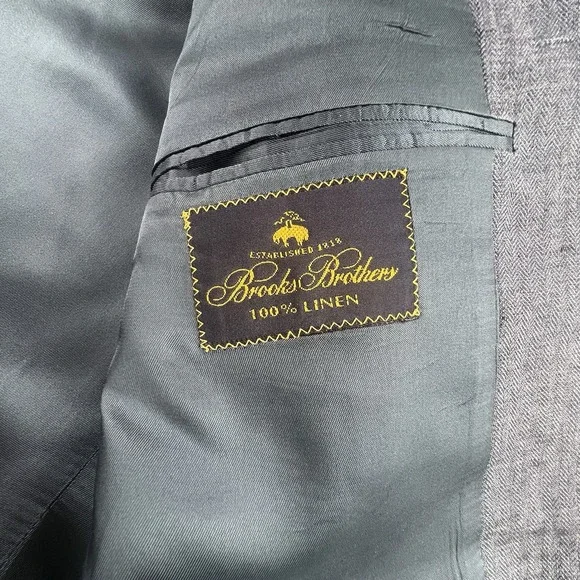 ESTABLISHED 1818
Brooks Brothers
100% LINEN